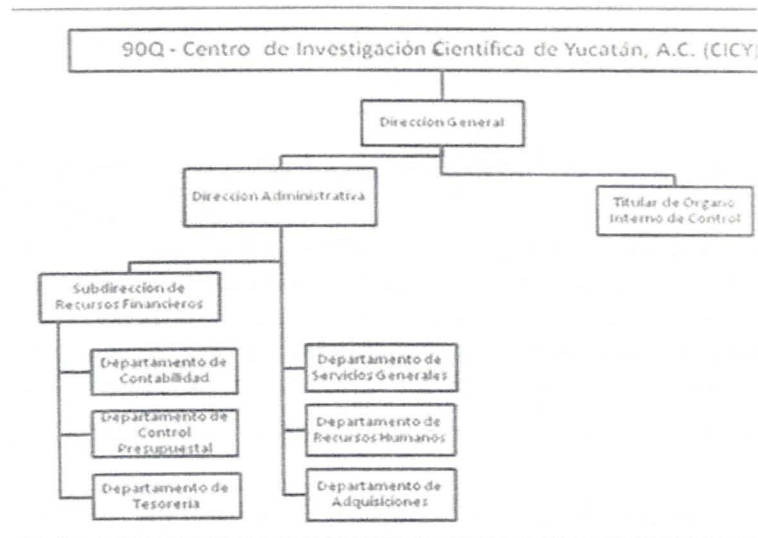 90Q - Centro de Investigación Científica de Yucatán, A.C. (CICY)
Direccion General
Direccion Administrativa
Titular de Organo
Interno de Control
Subdireccion de
Recursos Financieros
Departamento de
Contabilidad
Departamento de
Control
Presupuestal
Departamento de
Tesoreria
Departamento de
Servicios Generales
Departamento de
Recursos Humanos
Departamento de
Adquisiciones